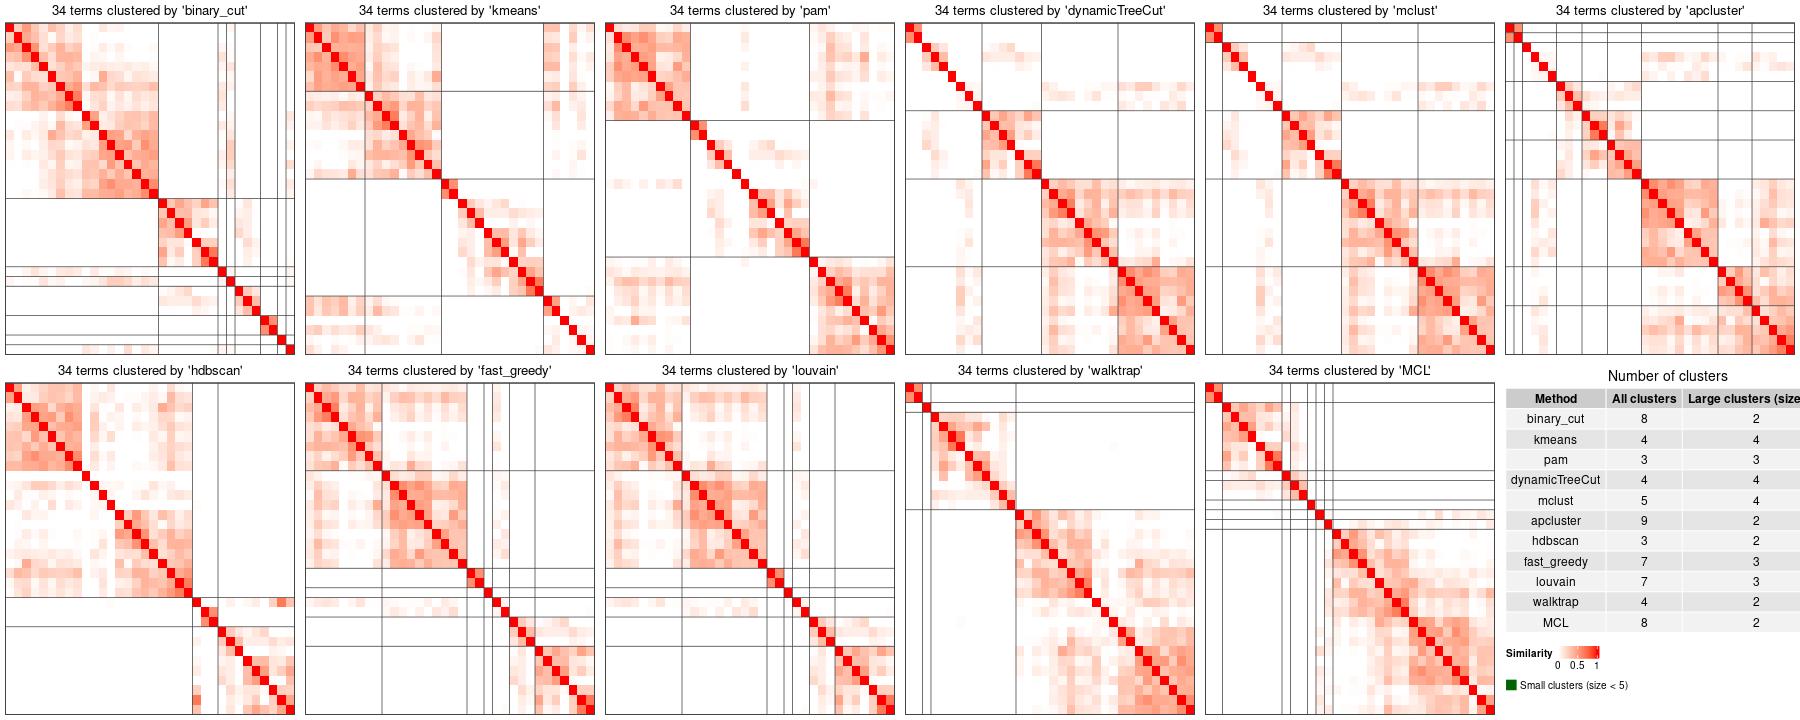 34 terms clustered by 'binary_cut'
34 terms clustered by 'kmeans'
34 terms clustered by 'pam'
34 terms clustered by 'dynamicTreeCut'
34 terms clustered by 'mclust'
34 terms clustered by 'apcluster'
34 terms clustered by 'hdbscan'
34 terms clustered by 'fast_greedy'
34 terms clustered by 'louvain'
34 terms clustered by 'walktrap'
34 terms clustered by 'MCL'
Number of clusters
Method All clusters Large clusters (size
binary_cut 8 2
kmeans 4 4
pam 3 3
dynamicTreeCut 4 4
mclust 5 4
apcluster 9 2
hdbscan 3 2
fast_greedy 7 3
louvain 7 3
walktrap 4 2
MCL 8 2
Similarity
0 0.5 1
Small clusters (size < 5)